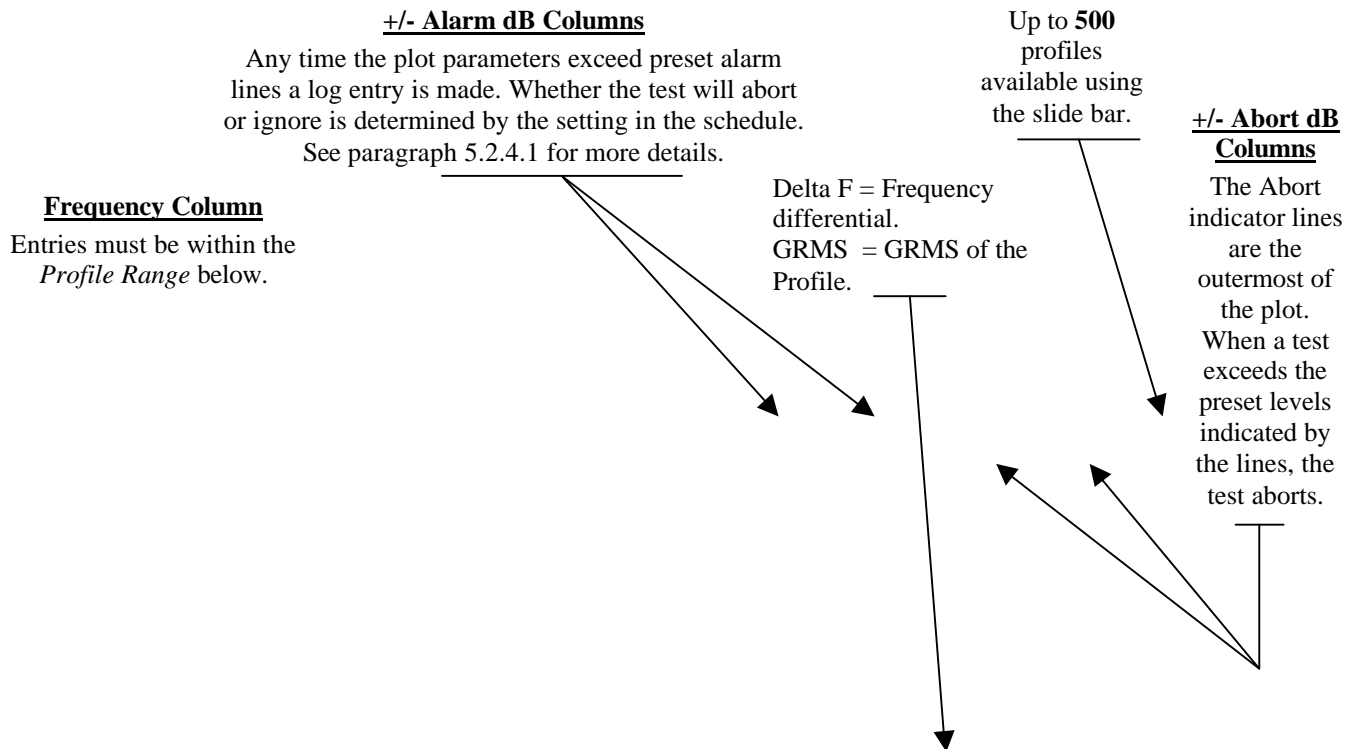 +/- Alarm dB Columns
Any time the plot parameters exceed preset alarm
lines a log entry is made. Whether the test will abort
or ignore is determined by the setting in the schedule.
See paragraph 5.2.4.1 for more details.
Up to 500
profiles
available using
the slide bar.
+/- Abort dB
Columns
The Abort
indicator lines
are the
outermost of
the plot.
When a test
exceeds the
preset levels
indicated by
the lines, the
test aborts.
Frequency Column
Entries must be within the
Profile Range below.
Delta F = Frequency
differential.
GRMS = GRMS of the
Profile.